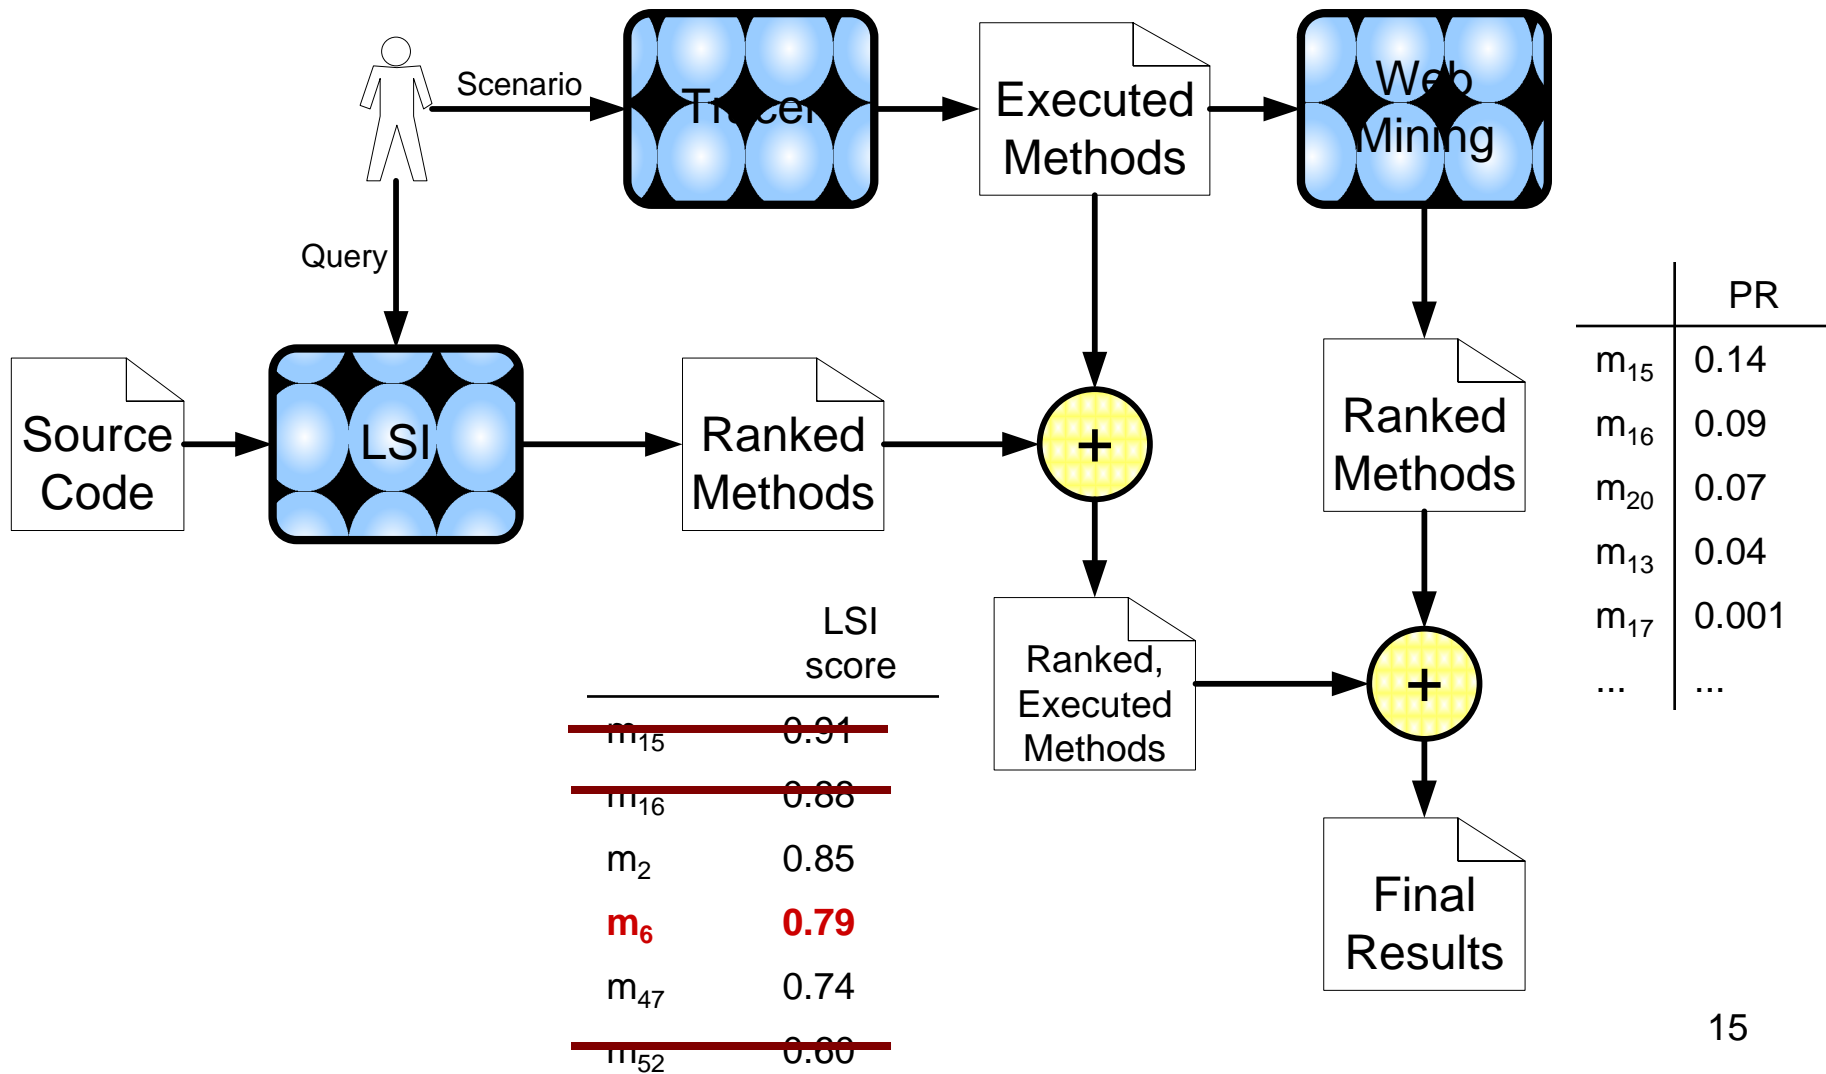 Scenario
Tracer
Executed
Methods
Web
Mining
Query
Source
Code
LSI
Ranked
Methods
+
Ranked
Methods
PR
m15 0.14
m16 0.09
m20 0.07
m13 0.04
m17 0.001
... ...
Ranked,
Executed
Methods
+
LSI
score
m15 0.91
m16 0.88
m2 0.85
m6 0.79
m47 0.74
m52 0.60
Final
Results
15